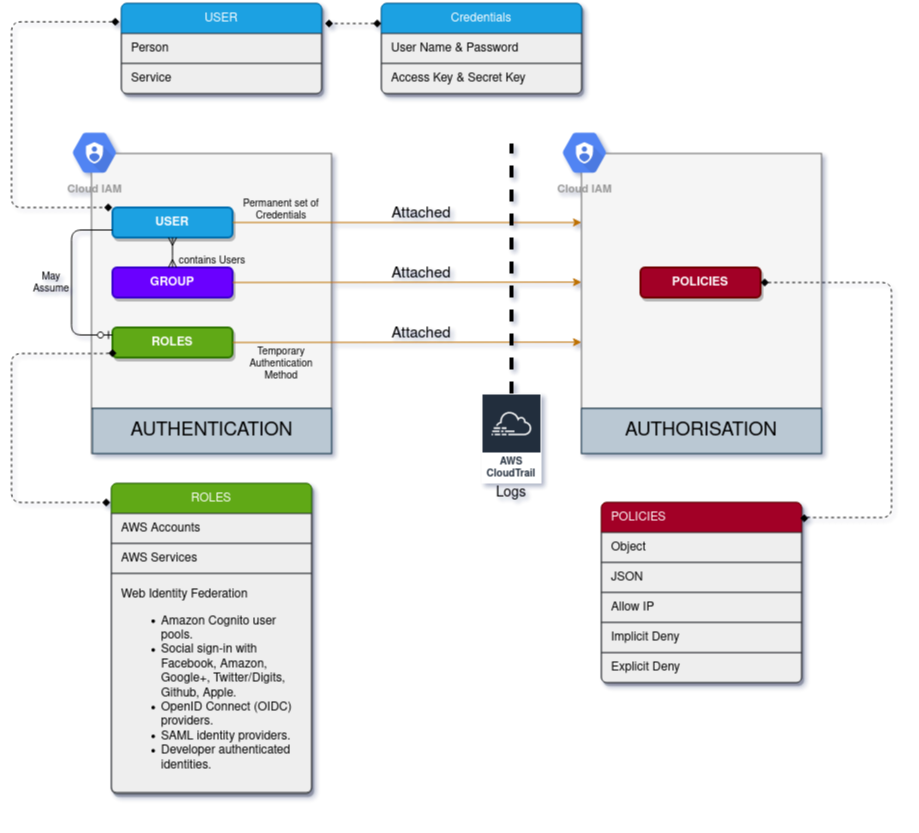 USER
Person
Service
Credentials
User Name & Password
Access Key & Secret Key
Cloud IAM
USER
Permanent set of
Credentials
contains Users
GROUP
May
Assume
ROLES
Temporary
Authentication
Method
AUTHENTICATION
Attached
Attached
Attached
AWS
CloudTrail
Logs
Cloud IAM
POLICIES
AUTHORISATION
ROLES
AWS Accounts
AWS Services
Web Identity Federation
• Amazon Cognito user
pools.
• Social sign-in with
Facebook, Amazon,
Google+, Twitter/Digits,
Github, Apple.
• OpenID Connect (OIDC)
providers.
• SAML identity providers.
• Developer authenticated
identities.
POLICIES
Object
JSON
Allow IP
Implicit Deny
Explicit Deny